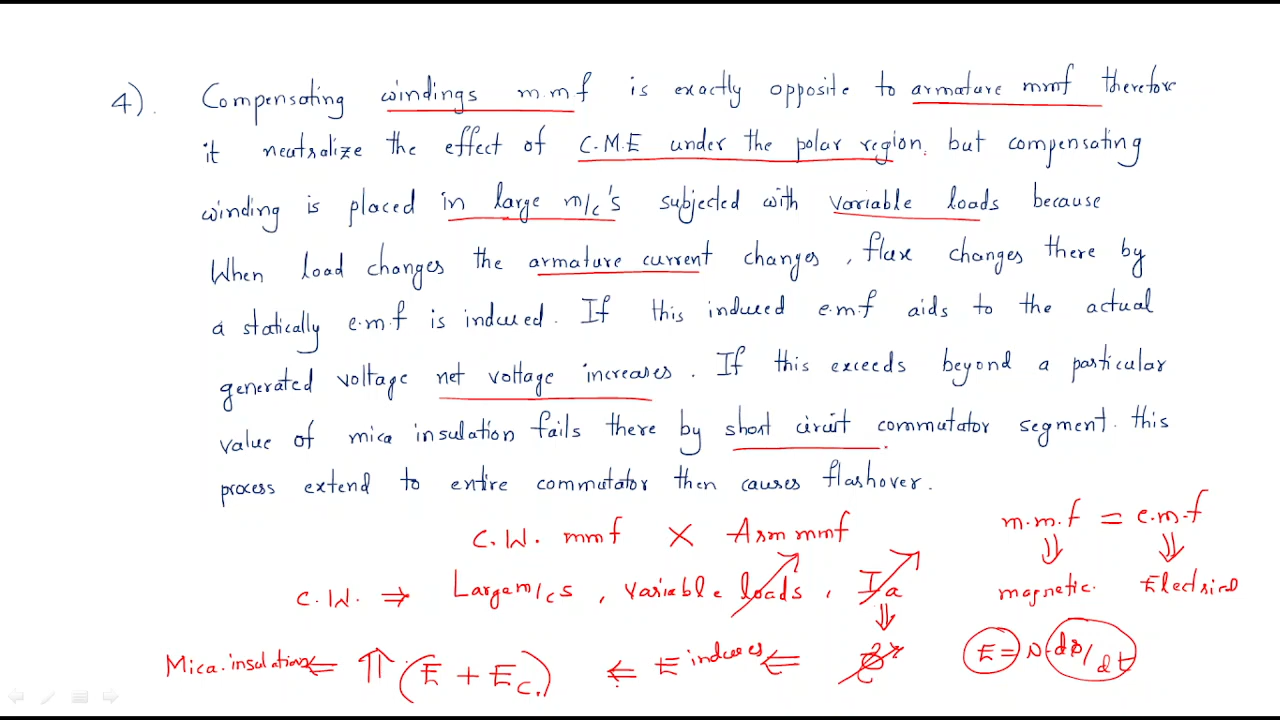 4). Compensating windings m.m.f is exactly opposite to armature mmf therefore
it neutralize the effect of C.M.E under the polar region. but compensating
winding is placed in large m/c's subjected with variable loads because
When load changes the armature current changes, flux changes there by
a statically e.m.f is induced. If this induced e.m.f aids to the actual
generated voltage net voltage increases. If this exceeds beyond a particular
value of mica insulation fails there by short circuit commutator segment. this
process extend to entire commutator then causes flashover.
C.W. mmf X Arm mmf
m.m.f = e.m.f
C.W. ⇒ Large m/cs, variable loads, Ia
magnetic. Electrical
Mica.insulation ⇐ ⇑ (E + Ec.) ⇐ E induces ⇐
E = N.dφ/dt